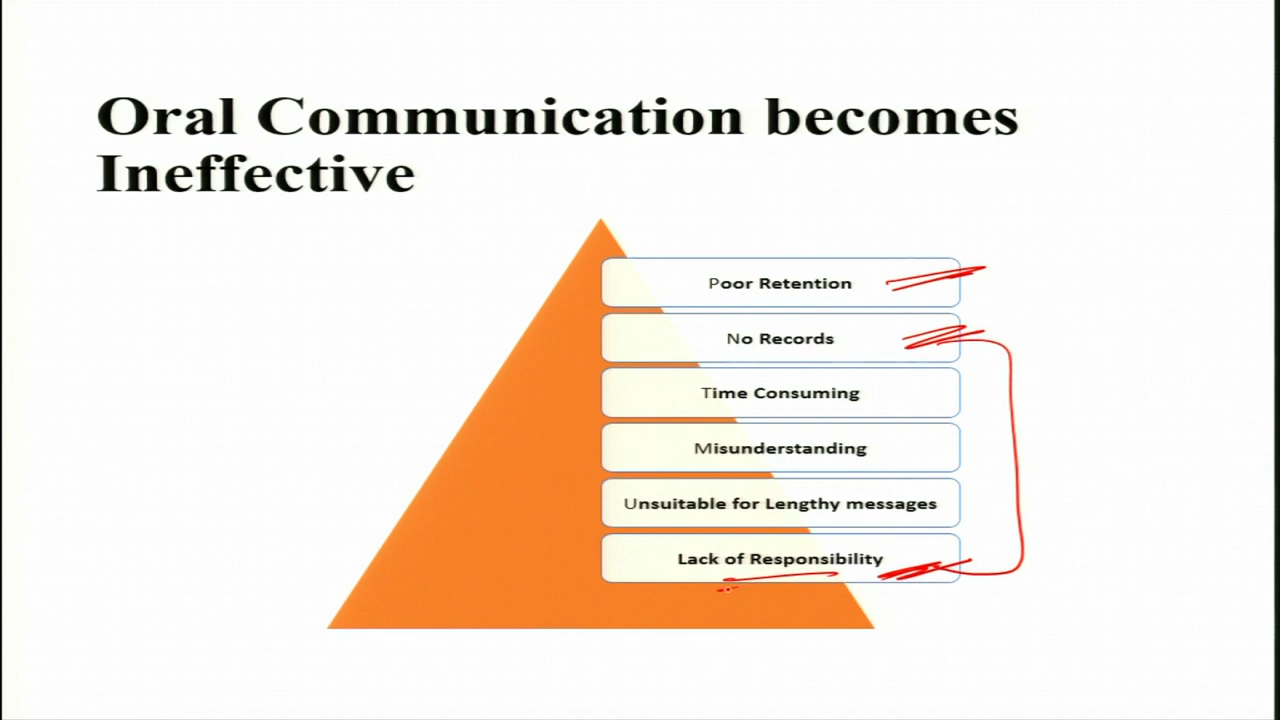 Oral Communication becomes
Ineffective
Poor Retention
No Records
Time Consuming
Misunderstanding
Unsuitable for Lengthy messages
Lack of Responsibility